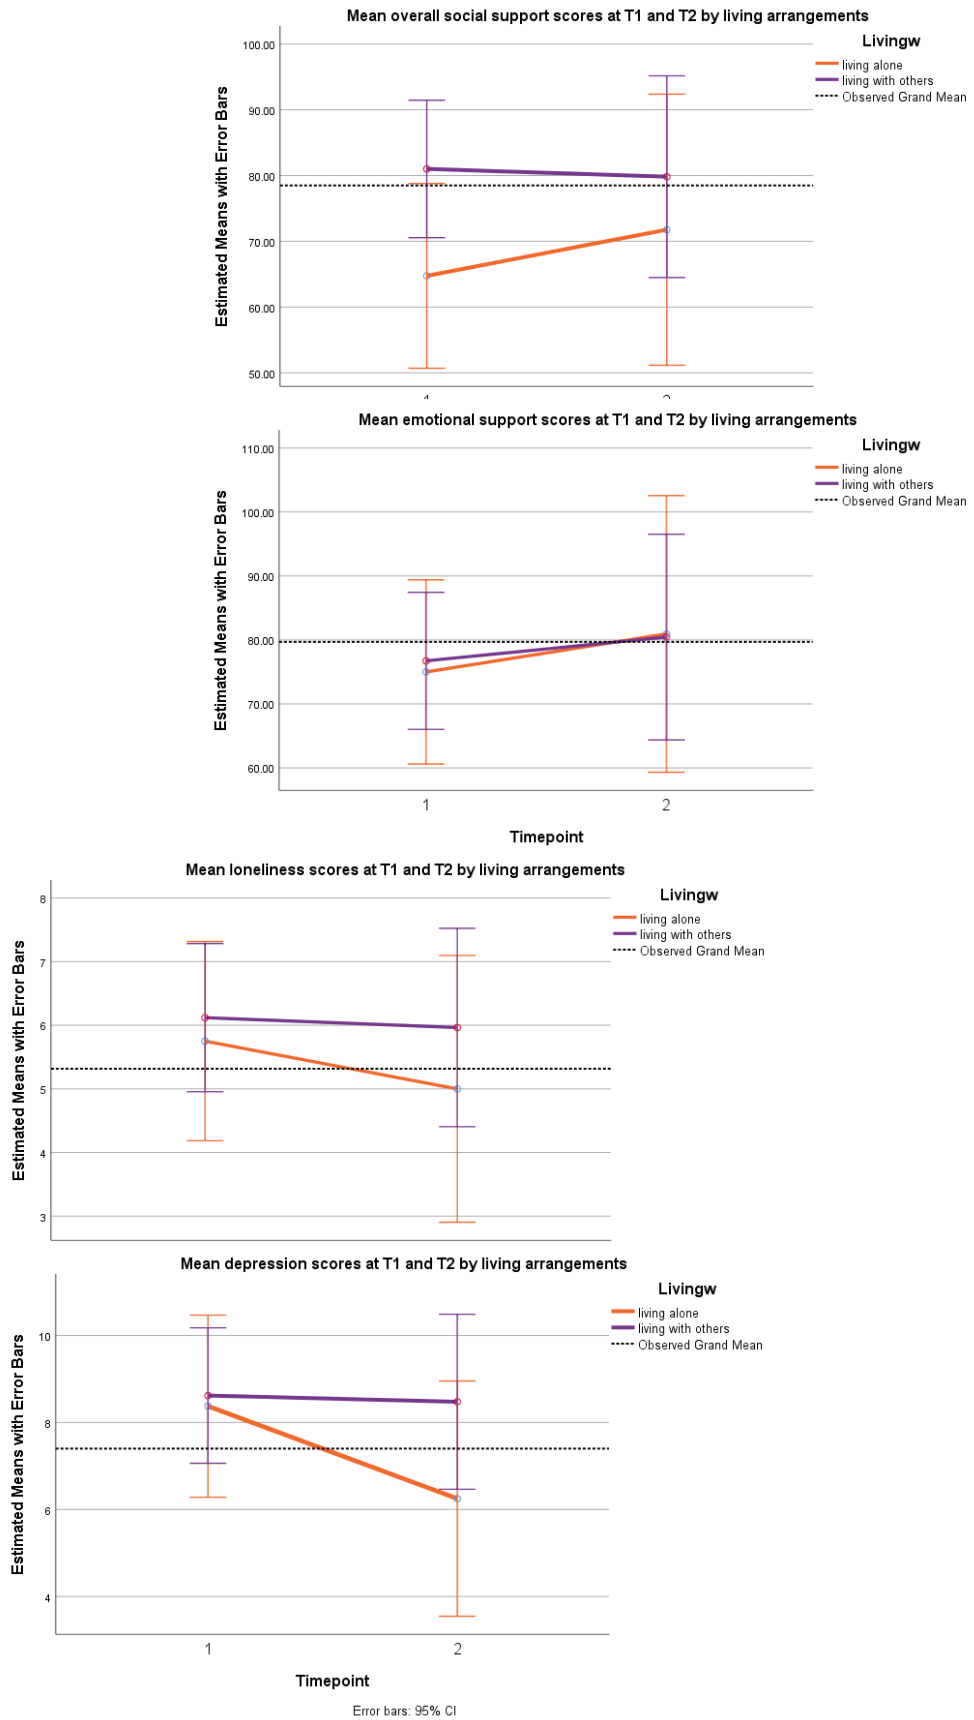 Mean overall social support scores at T1 and T2 by living arrangements
Livingw
living alone
living with others
Observed Grand Mean
Estimated Means with Error Bars
100.00
90.00
80.00
70.00
60.00
50.00
Mean emotional support scores at T1 and T2 by living arrangements
Livingw
living alone
living with others
Observed Grand Mean
Estimated Means with Error Bars
110.00
100.00
90.00
80.00
70.00
60.00
1 2
Timepoint
Mean loneliness scores at T1 and T2 by living arrangements
Livingw
living alone
living with others
Observed Grand Mean
Estimated Means with Error Bars
8
7
6
5
4
3
Mean depression scores at T1 and T2 by living arrangements
Livingw
living alone
living with others
Observed Grand Mean
Estimated Means with Error Bars
10
8
6
4
1 2
Timepoint
Error bars: 95% CI